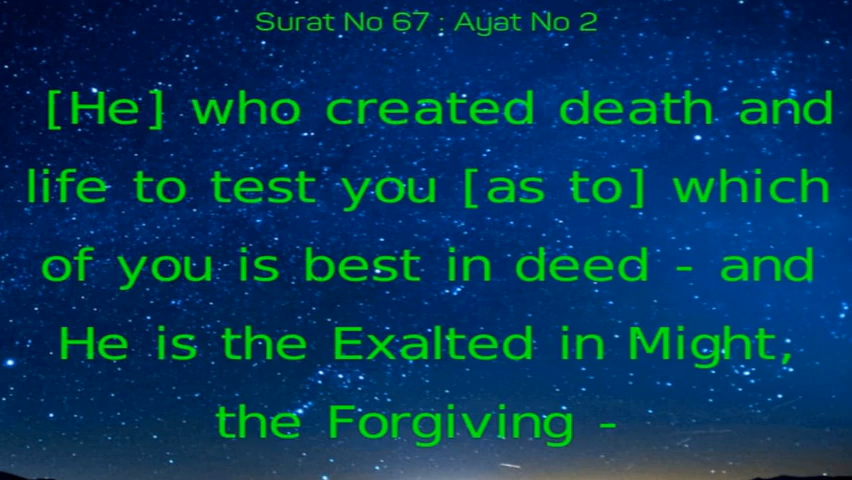 Surat No 67 : Ayat No 2
[He] who created death and
life to test you [as to] which
of you is best in deed - and
He is the Exalted in Might,
the Forgiving -